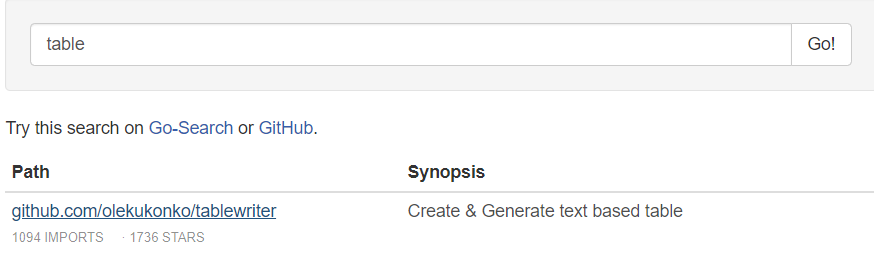 table Go!
Try this search on Go-Search or GitHub.
Path Synopsis
github.com/olekukonko/tablewriter Create & Generate text based table
1094 IMPORTS · 1736 STARS